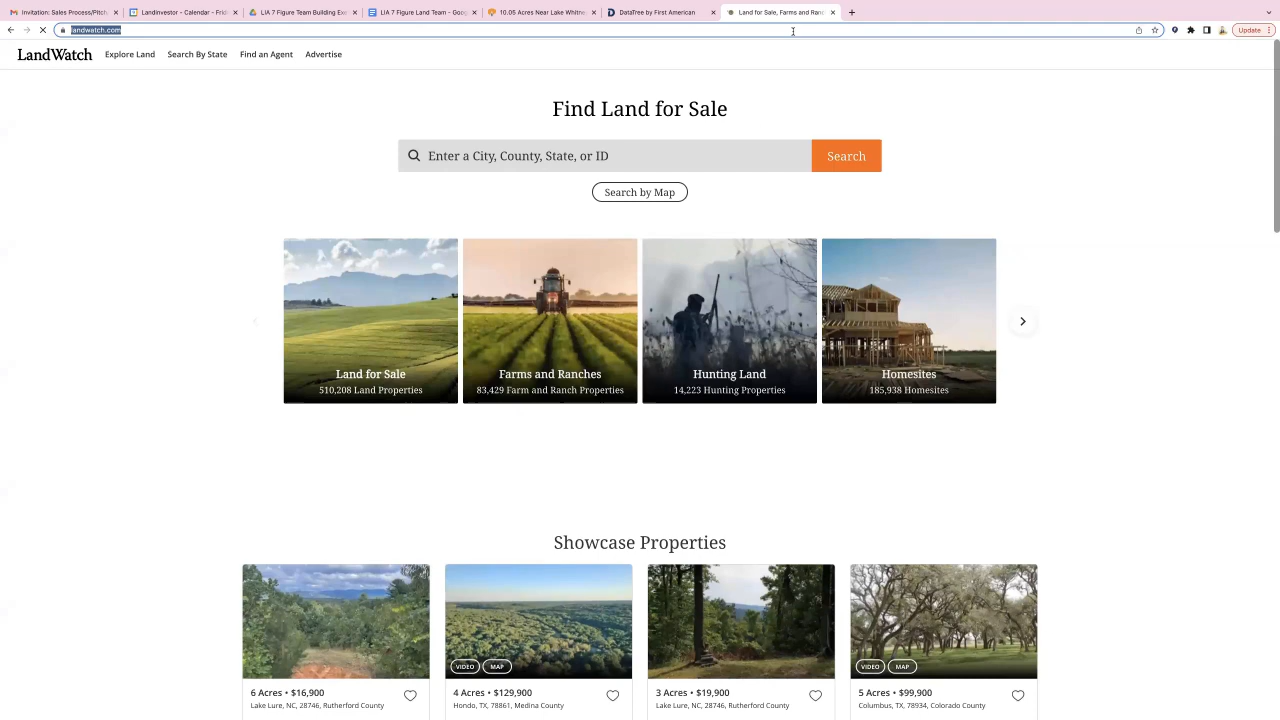 Invitation: Sales Process/Pitch
Landinvestor - Calendar - Frid
LIA 7 Figure Team Building Exe
LIA 7 Figure Land Team - Goog
10.05 Acres Near Lake Whitne
DataTree by First American
Land for Sale, Farms and Ranc
landwatch.com
Update
LandWatch
Explore Land
Search By State
Find an Agent
Advertise
Find Land for Sale
Enter a City, County, State, or ID
Search
Search by Map
Land for Sale
510,208 Land Properties
Farms and Ranches
83,429 Farm and Ranch Properties
Hunting Land
14,223 Hunting Properties
Homesites
185,938 Homesites
Showcase Properties
VIDEO
MAP
VIDEO
MAP
6 Acres • $16,900
Lake Lure, NC, 28746, Rutherford County
4 Acres • $129,900
Hondo, TX, 78861, Medina County
3 Acres • $19,900
Lake Lure, NC, 28746, Rutherford County
5 Acres • $99,900
Columbus, TX, 78934, Colorado County